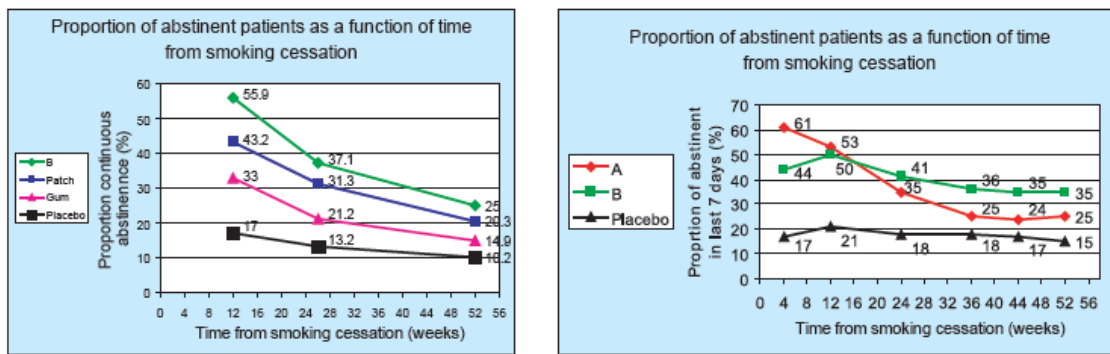 Proportion of abstinent patients as a function of time
from smoking cessation
Proportion continuous
abstinennce (%)
60
50
40
30
20
10
0
55.9
43.2
33
17
37.1
31.3
21.2
13.2
25
20.3
14.9
10.2
B
Patch
Gum
Placebo
0 4 8 12 16 20 24 28 32 36 40 44 48 52 56
Time from smoking cessation (weeks)
Proportion of abstinent patients as a function of time
from smoking cessation
Proprtion of abstinent
in last 7 days (%)
70
60
50
40
30
20
10
0
61
53
44
50
41
35
36
35
35
25
24
25
17
21
18
18
17
15
A
B
Placebo
0 4 8 12 16 20 24 28 32 36 40 44 48 52 56
Time from smoking cessation (weeks)